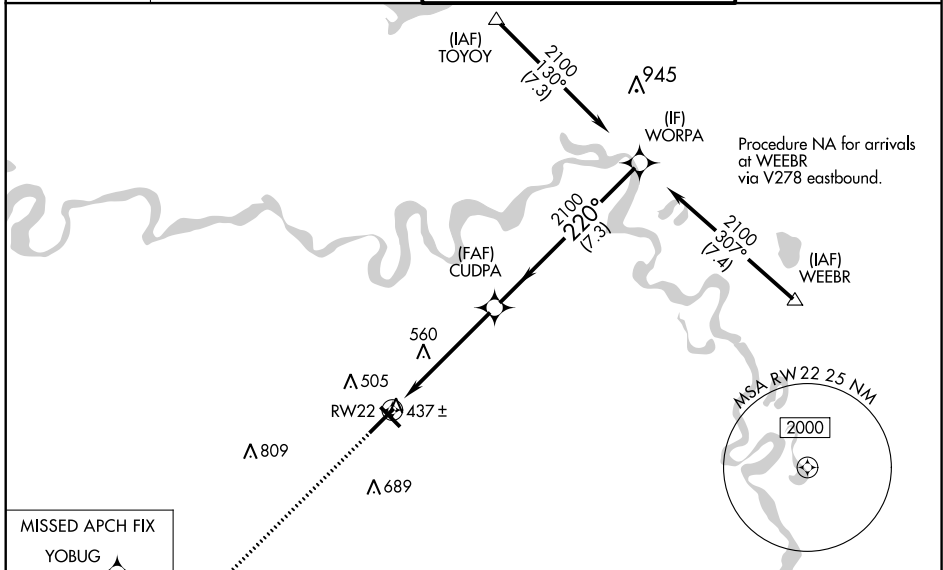 (IAF)
TOYOY
2100
130°
(7.3)
945
(IF)
WORPA
Procedure NA for arrivals
at WEEBR
via V278 eastbound.
2100
220°
(7.3)
2100
307°
(7.4)
(IAF)
WEEBR
(FAF)
CUDPA
560
505
RW22
437 ±
809
689
MSA RW22 25 NM
2000
MISSED APCH FIX
YOBUG